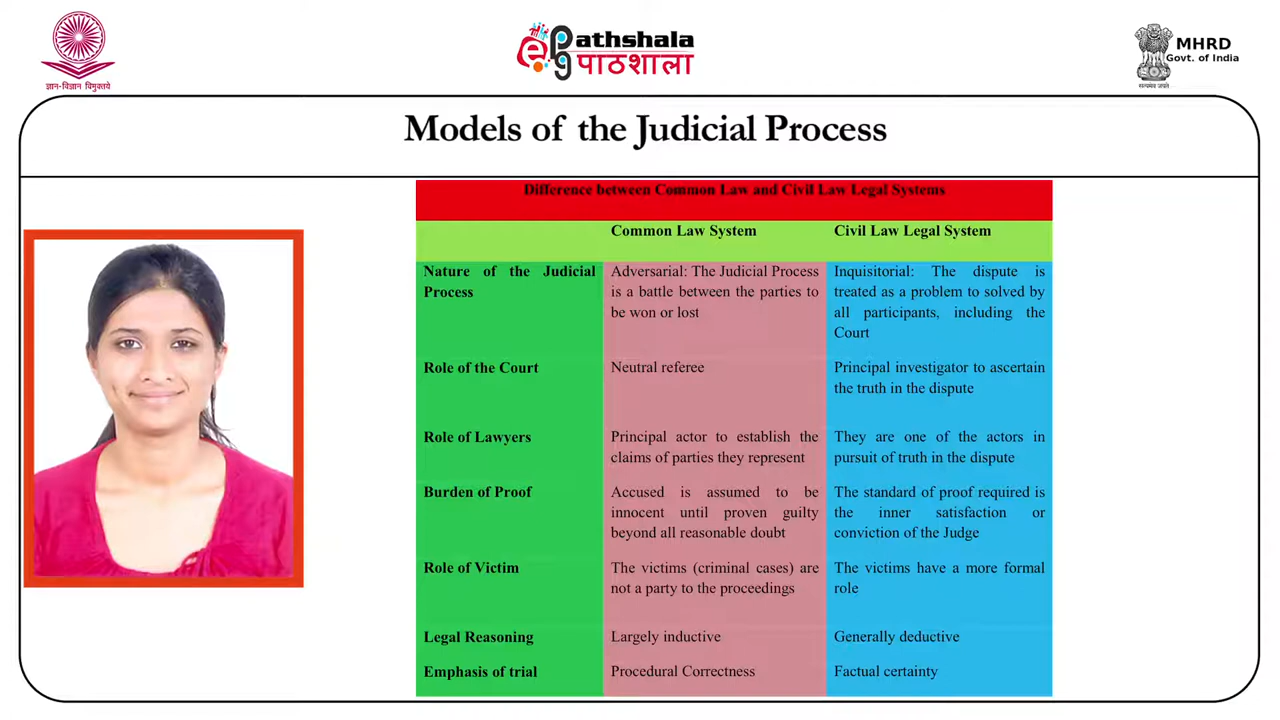 ज्ञान-विज्ञान विमुक्तये
epg Pathshala
पाठशाला
MHRD
Govt. of India
सत्यमेव जयते
Models of the Judicial Process
Difference between Common Law and Civil Law Legal Systems
Common Law System
Civil Law Legal System
Nature of the Judicial
Process
Adversarial: The Judicial Process
is a battle between the parties to
be won or lost
Inquisitorial: The dispute is
treated as a problem to solved by
all participants, including the
Court
Role of the Court
Neutral referee
Principal investigator to ascertain
the truth in the dispute
Role of Lawyers
Principal actor to establish the
claims of parties they represent
They are one of the actors in
pursuit of truth in the dispute
Burden of Proof
Accused is assumed to be
innocent until proven guilty
beyond all reasonable doubt
The standard of proof required is
the inner satisfaction or
conviction of the Judge
Role of Victim
The victims (criminal cases) are
not a party to the proceedings
The victims have a more formal
role
Legal Reasoning
Largely inductive
Generally deductive
Emphasis of trial
Procedural Correctness
Factual certainty